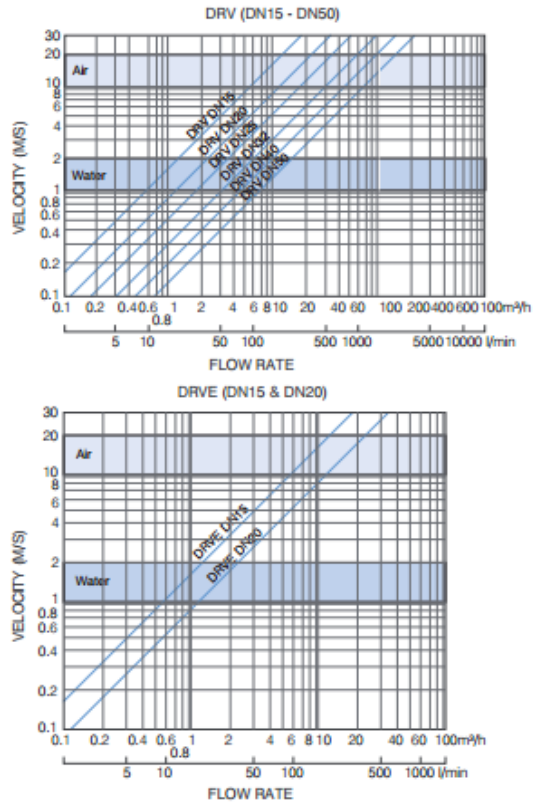 DRV (DN15 - DN50)
30
20
Air
10
8
6
4
2
Water
1
0.8
0.6
0.4
0.2
0.1
VELOCITY (M/S)
DRV DN15
DRV DN20
DRV DN25
DRV DN32
DRV DN40
DRV DN50
0.1 0.2 0.4 0.6 1 2 4 6 8 10 20 40 60 100 200 400 600 100m³/h
0.8
5 10 50 100 500 1000 5000 10000 l/min
FLOW RATE
DRVE (DN15 & DN20)
30
20
Air
10
8
6
4
2
Water
1
0.8
0.6
0.4
0.2
0.1
VELOCITY (M/S)
DRVE DN15
DRVE DN20
0.1 0.2 0.4 0.6 1 2 4 6 8 10 20 40 60 100m³/h
0.8
5 10 50 100 500 1000 l/min
FLOW RATE